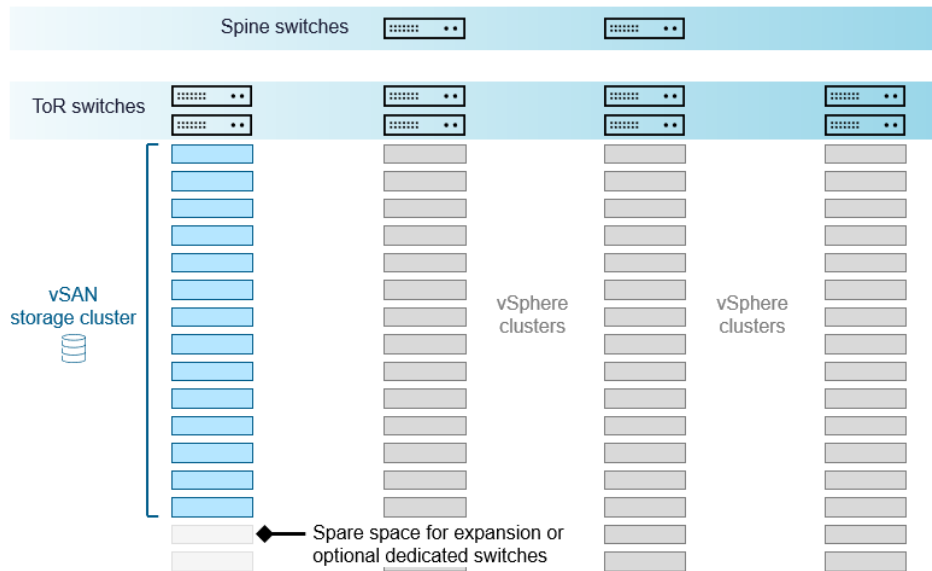 Spine switches
ToR switches
vSAN
storage cluster
vSphere
clusters
vSphere
clusters
Spare space for expansion or
optional dedicated switches